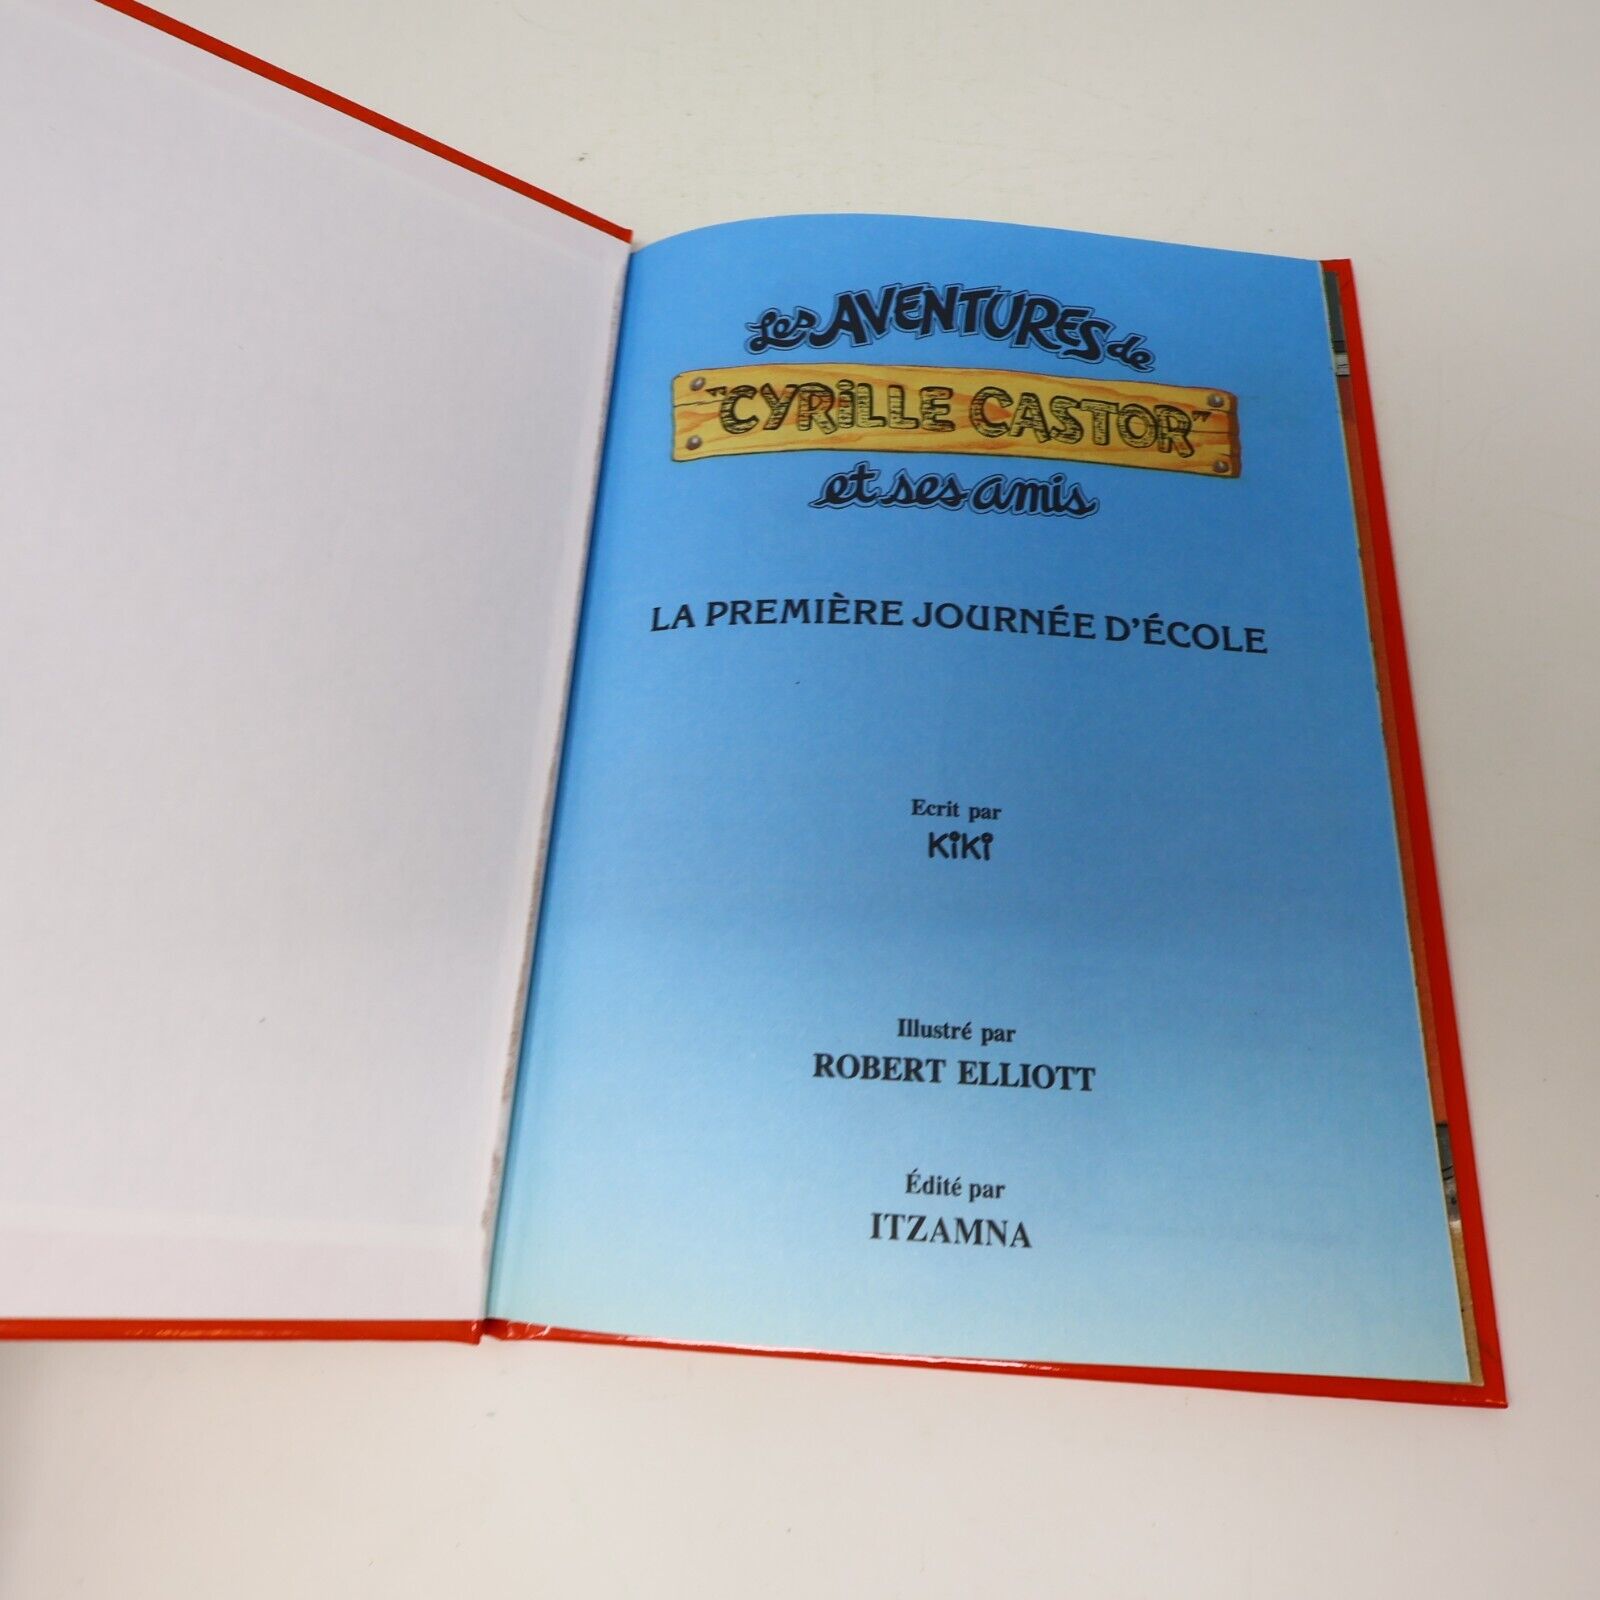 Les AVENTURES de
"CYRiLLE CASTOR"
et ses amis
LA PREMIÈRE JOURNÉE D'ÉCOLE
Ecrit par
KiKi
Illustré par
ROBERT ELLIOTT
Édité par
ITZAMNA